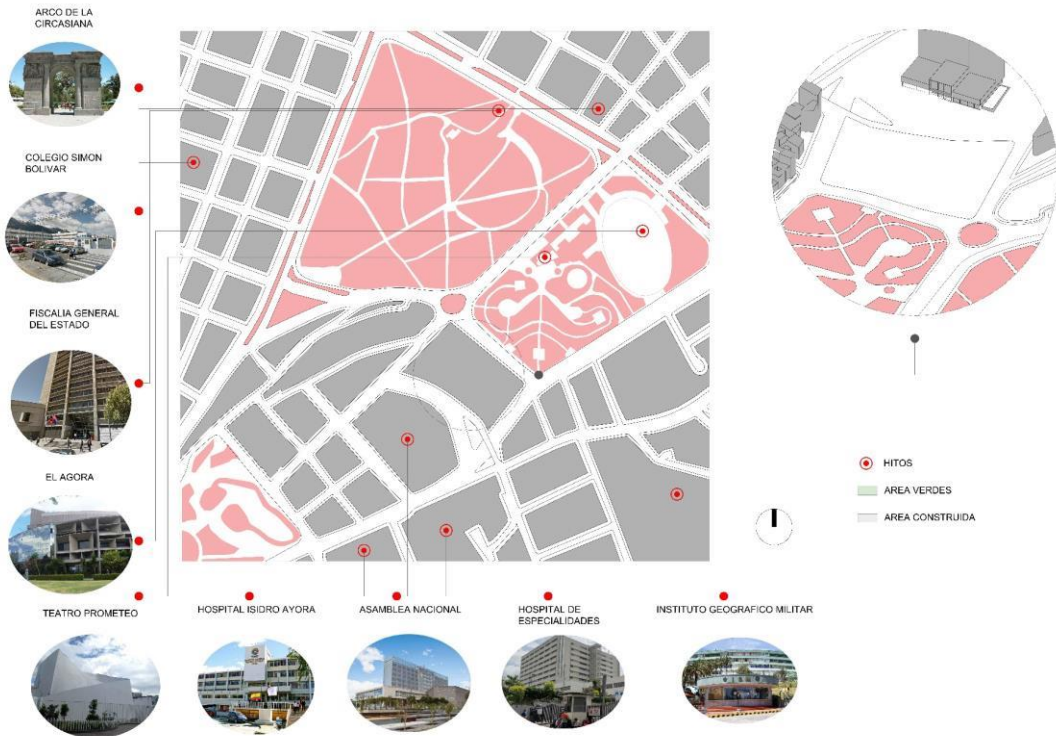 ARCO DE LA
CIRCASIANA
COLEGIO SIMON
BOLIVAR
FISCALIA GENERAL
DEL ESTADO
EL AGORA
TEATRO PROMETEO
HOSPITAL ISIDRO AYORA
ASAMBLEA NACIONAL
HOSPITAL DE
ESPECIALIDADES
INSTITUTO GEOGRAFICO MILITAR
HITOS
AREA VERDES
AREA CONSTRUIDA